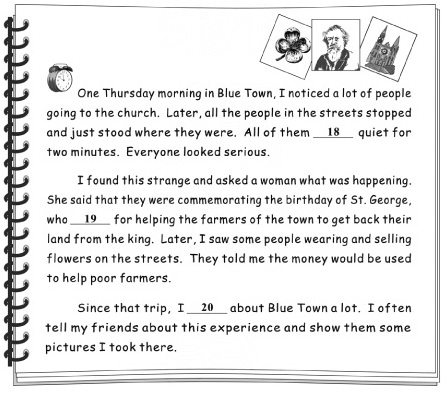 One Thursday morning in Blue Town, I noticed a lot of people
going to the church. Later, all the people in the streets stopped
and just stood where they were. All of them 18 quiet for
two minutes. Everyone looked serious.
I found this strange and asked a woman what was happening.
She said that they were commemorating the birthday of St. George,
who 19 for helping the farmers of the town to get back their
land from the king. Later, I saw some people wearing and selling
flowers on the streets. They told me the money would be used
to help poor farmers.
Since that trip, I 20 about Blue Town a lot. I often
tell my friends about this experience and show them some
pictures I took there.